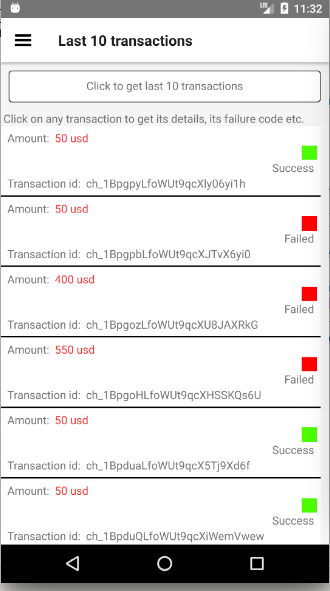 11:32
Last 10 transactions
Click to get last 10 transactions
Click on any transaction to get its details, its failure code etc.
Amount: 50 usd
Success
Transaction id: ch_1BpgpyLfoWUt9qcXly06yi1h
Amount: 50 usd
Failed
Transaction id: ch_1BpgpbLfoWUt9qcXJTvX6yi0
Amount: 400 usd
Failed
Transaction id: ch_1BpgozLfoWUt9qcXU8JAXRkG
Amount: 550 usd
Failed
Transaction id: ch_1BpgoHLfoWUt9qcXHSSKQs6U
Amount: 50 usd
Success
Transaction id: ch_1BpduaLfoWUt9qcX5Tj9Xd6f
Amount: 50 usd
Success
Transaction id: ch_1BpduQLfoWUt9qcXiWemVwew